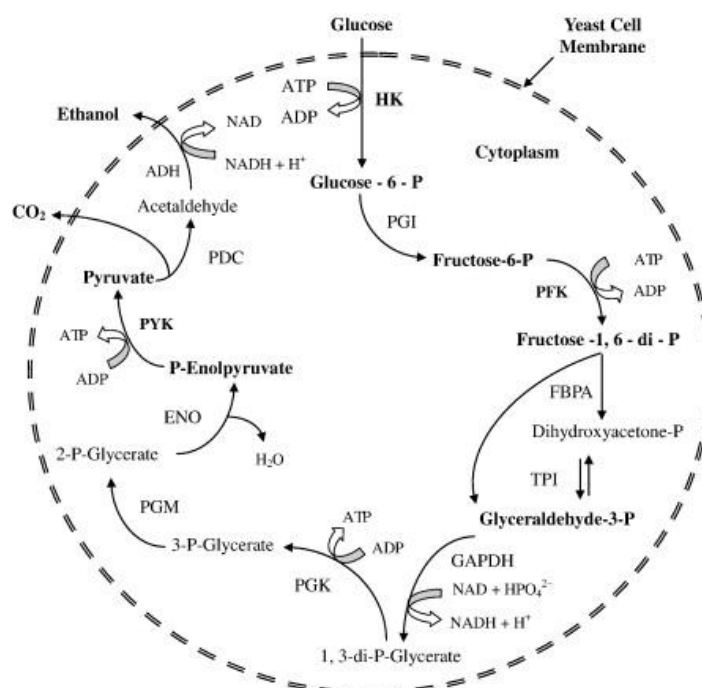 Glucose
Yeast Cell
Membrane
ATP
HK
ADP
Ethanol
NAD
NADH + H⁺
ADH
Cytoplasm
Glucose - 6 - P
Acetaldehyde
CO₂
PGI
PDC
Fructose-6-P
ATP
PFK
ADP
Pyruvate
PYK
ATP
ADP
Fructose -1, 6 - di - P
P-Enolpyruvate
FBPA
ENO
Dihydroxyacetone-P
2-P-Glycerate
H₂O
TPI
Glyceraldehyde-3-P
PGM
ATP
ADP
3-P-Glycerate
GAPDH
PGK
NAD + HPO₄²⁻
NADH + H⁺
1, 3-di-P-Glycerate